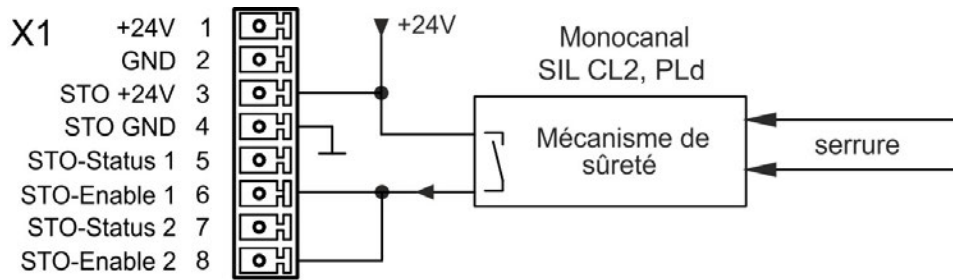 X1
+24V 1
GND 2
STO +24V 3
STO GND 4
STO-Status 1 5
STO-Enable 1 6
STO-Status 2 7
STO-Enable 2 8
+24V
Monocanal
SIL CL2, PLd
Mécanisme de
sûreté
serrure